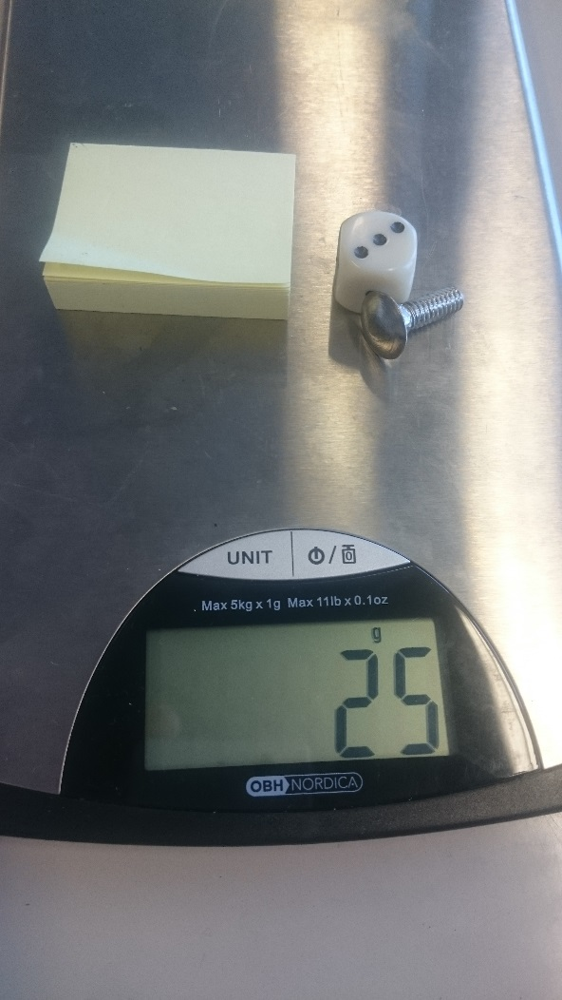 UNIT
Max 5kg x 1g Max 11lb x 0.1oz
g
25
OBH NORDICA